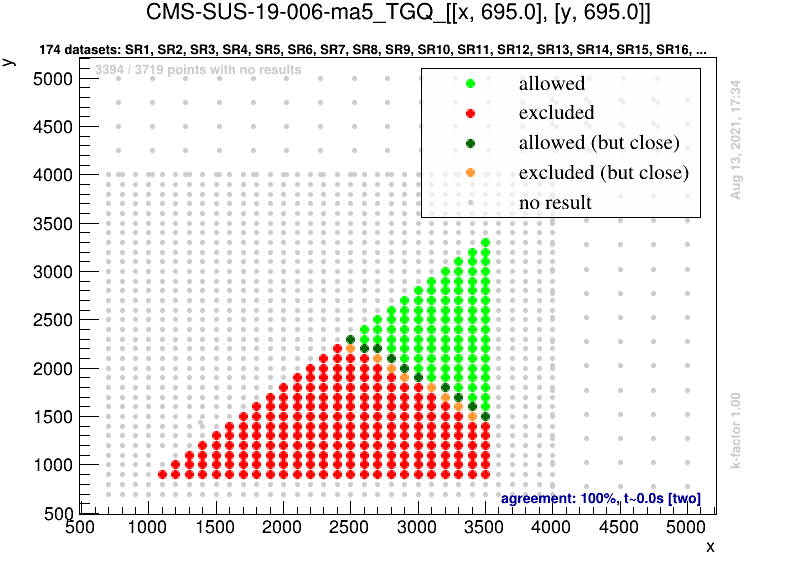 CMS-SUS-19-006-ma5_TGQ_[[x, 695.0], [y, 695.0]]
174 datasets: SR1, SR2, SR3, SR4, SR5, SR6, SR7, SR8, SR9, SR10, SR11, SR12, SR13, SR14, SR15, SR16, ...
y
3394 / 3719 points with no results
allowed
excluded
allowed (but close)
excluded (but close)
no result
Aug 13, 2021, 17:34
k-factor 1.00
5000
4500
4000
3500
3000
2500
2000
1500
1000
500
agreement: 100%, t~0.0s [two]
500 1000 1500 2000 2500 3000 3500 4000 4500 5000
x